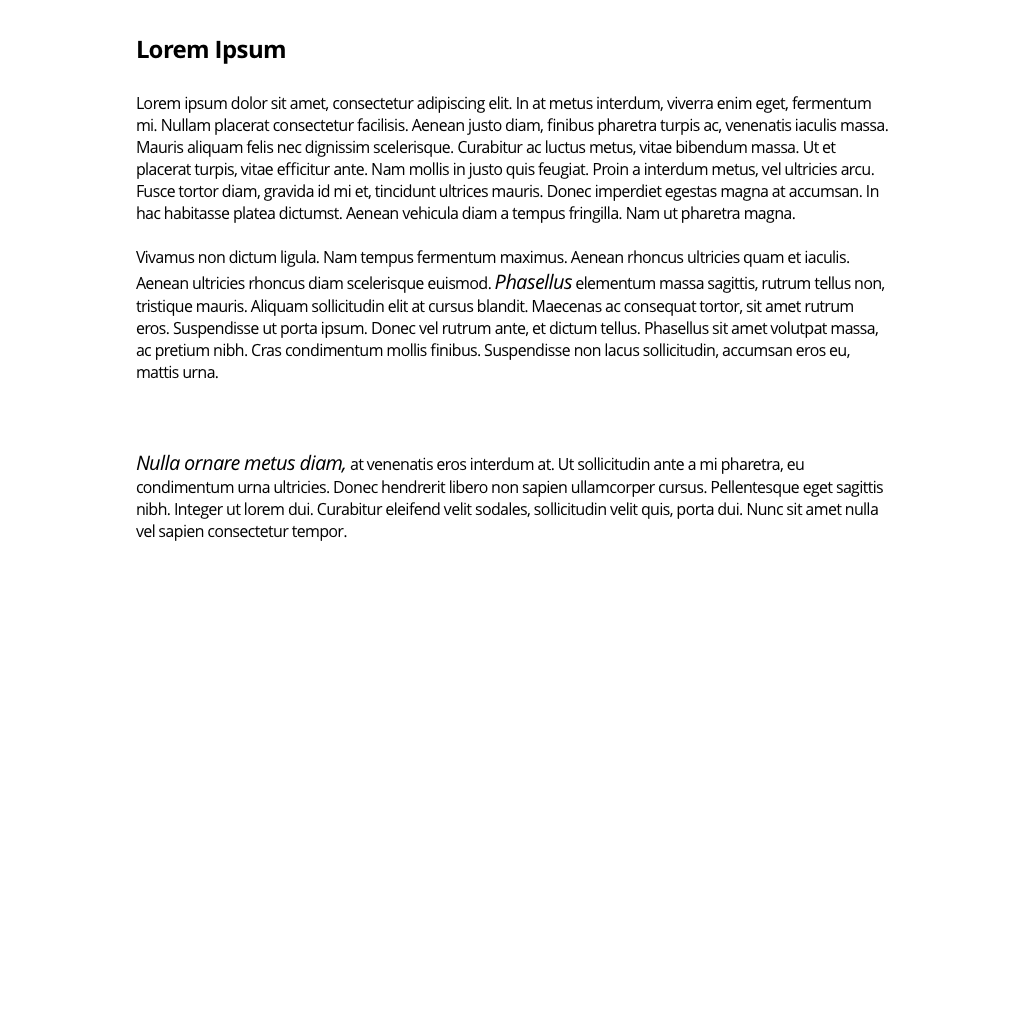 Lorem Ipsum
Lorem ipsum dolor sit amet, consectetur adipiscing elit. In at metus interdum, viverra enim eget, fermentum
mi. Nullam placerat consectetur facilisis. Aenean justo diam, finibus pharetra turpis ac, venenatis iaculis massa.
Mauris aliquam felis nec dignissim scelerisque. Curabitur ac luctus metus, vitae bibendum massa. Ut et
placerat turpis, vitae efficitur ante. Nam mollis in justo quis feugiat. Proin a interdum metus, vel ultricies arcu.
Fusce tortor diam, gravida id mi et, tincidunt ultrices mauris. Donec imperdiet egestas magna at accumsan. In
hac habitasse platea dictumst. Aenean vehicula diam a tempus fringilla. Nam ut pharetra magna.
Vivamus non dictum ligula. Nam tempus fermentum maximus. Aenean rhoncus ultricies quam et iaculis.
Aenean ultricies rhoncus diam scelerisque euismod. Phasellus elementum massa sagittis, rutrum tellus non,
tristique mauris. Aliquam sollicitudin elit at cursus blandit. Maecenas ac consequat tortor, sit amet rutrum
eros. Suspendisse ut porta ipsum. Donec vel rutrum ante, et dictum tellus. Phasellus sit amet volutpat massa,
ac pretium nibh. Cras condimentum mollis finibus. Suspendisse non lacus sollicitudin, accumsan eros eu,
mattis urna.
Nulla ornare metus diam, at venenatis eros interdum at. Ut sollicitudin ante a mi pharetra, eu
condimentum urna ultricies. Donec hendrerit libero non sapien ullamcorper cursus. Pellentesque eget sagittis
nibh. Integer ut lorem dui. Curabitur eleifend velit sodales, sollicitudin velit quis, porta dui. Nunc sit amet nulla
vel sapien consectetur tempor.